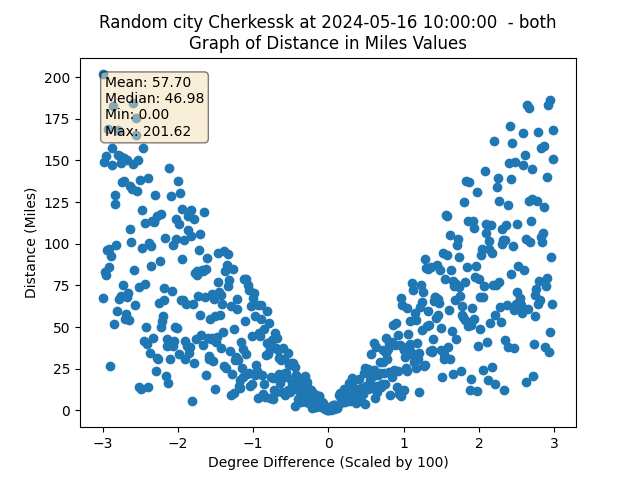 Random city Cherkessk at 2024-05-16 10:00:00  - both
Graph of Distance in Miles Values
Mean: 57.70
Median: 46.98
Min: 0.00
Max: 201.62
Distance (Miles)
200
175
150
125
100
75
50
25
0
−3 −2 −1 0 1 2 3
Degree Difference (Scaled by 100)